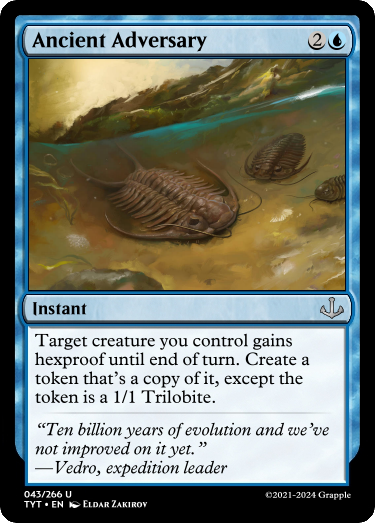 Ancient Adversary 2
Instant
Target creature you control gains
hexproof until end of turn. Create a
token that's a copy of it, except the
token is a 1/1 Trilobite.
“Ten billion years of evolution and we've
not improved on it yet.”
—Vedro, expedition leader
043/266 U
TYT • EN Eldar Zakirov
©2021-2024 Grapple